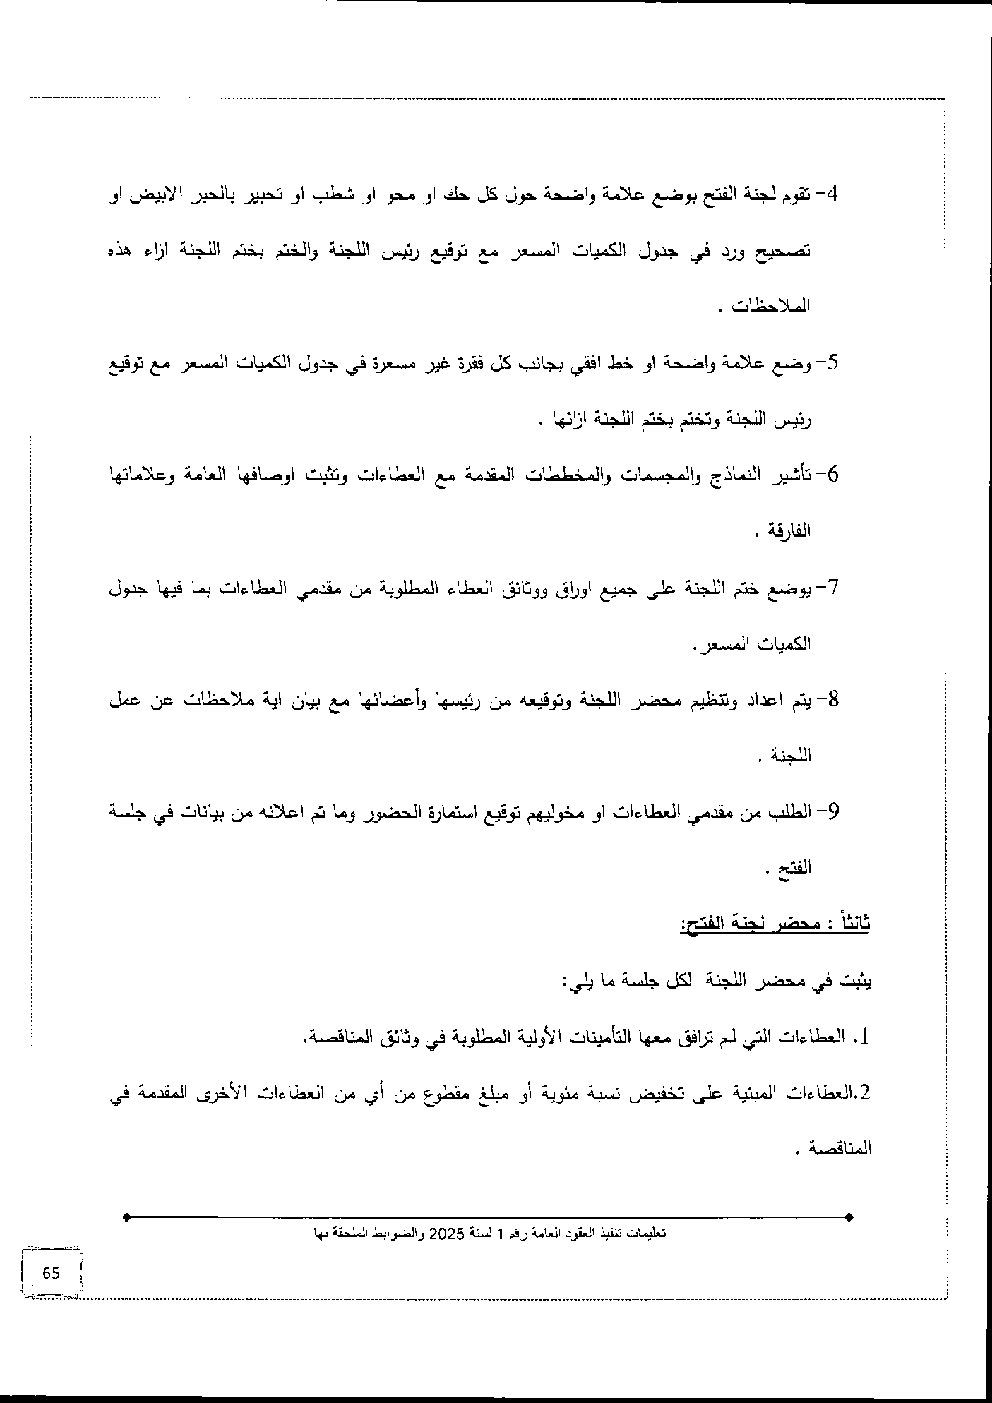 4- تقوم لجنة الفتح بوضع علامة واضحة حول كل حك او محو او شطب او تحبير بالحبر الابيض او
تصحيح ورد في جدول الكميات المسعر مع توقيع رئيس اللجنة والختم بختم اللجنة ازاء هذه
الملاحظات .
5- وضع علامة واضحة او خط افقي بجانب كل فقرة غير مسعرة في جدول الكميات المسعر مع توقيع
رئيس اللجنة وتختم بختم اللجنة ازائها .
6- تأشير النماذج والمجسمات والمخططات المقدمة مع العطاءات وتثبت اوصافها العامة وعلاماتها
الفارقة .
7- يوضع ختم اللجنة على جميع اوراق ووثائق العطاء المطلوبة من مقدمي العطاءات بما فيها جدول
الكميات المسعر.
8- يتم اعداد وتنظيم محضر اللجنة وتوقيعه من رئيسها وأعضائها مع بيان اية ملاحظات عن عمل
اللجنة .
9- الطلب من مقدمي العطاءات او مخوليهم توقيع استمارة الحضور وما تم اعلانه من بيانات في جلسة
الفتح .
ثالثاً : محضر لجنة الفتح:
يثبت في محضر اللجنة لكل جلسة ما يلي:
1. العطاءات التي لم ترافق معها التأمينات الأولية المطلوبة في وثائق المناقصة.
2.العطاءات المبنية على تخفيض نسبة مئوية أو مبلغ مقطوع من أي من العطاءات الأخرى المقدمة في
المناقصة .
تعليمات تنفيذ العقود العامة رقم 1 لسنة 2025 والضوابط الملحقة بها
65